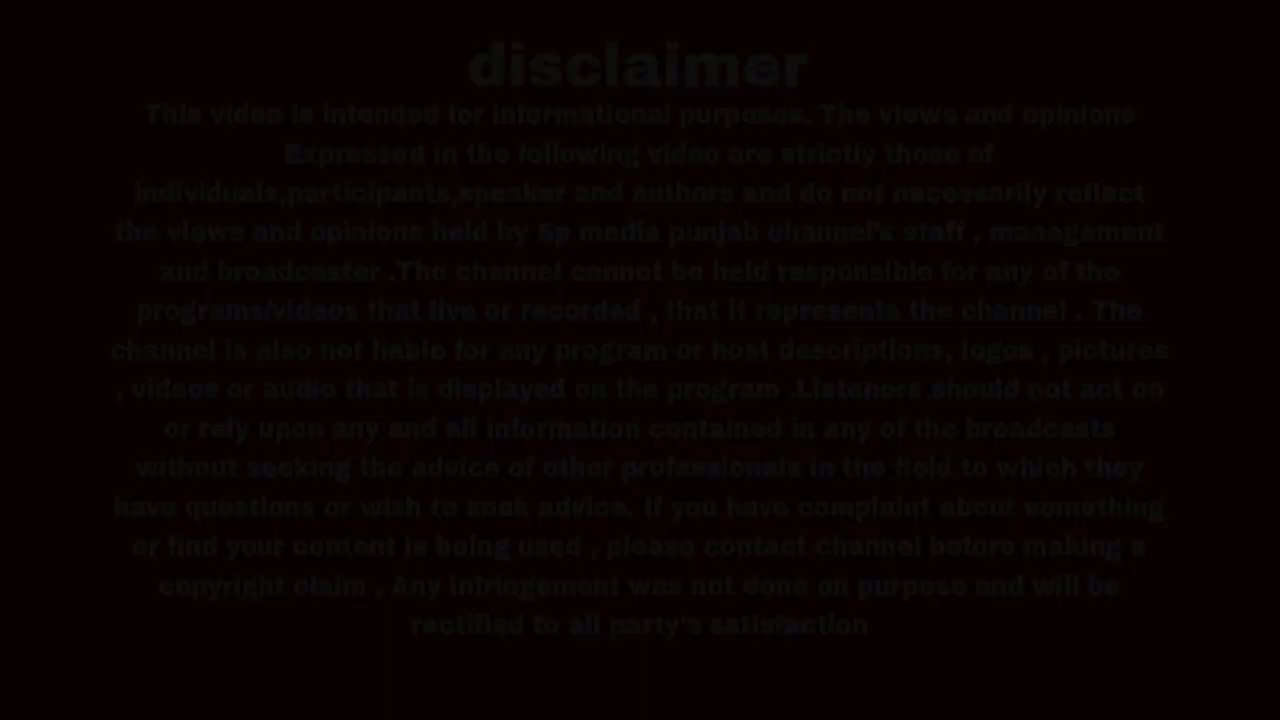 disclaimer
This video is intended for informational purposes. The views and opinions
Expressed in the following video are strictly those of
individuals,participants,speaker and authors and do not necessarily reflect
the views and opinions held by Sp media punjab channel's staff , management
and broadcaster .The channel cannot be held responsible for any of the
programs/videos that live or recorded , that it represents the channel . The
channel is also not liable for any program or host descriptions, logos , pictures
, videos or audio that is displayed on the program .Listeners should not act on
or rely upon any and all information contained in any of the broadcasts
without seeking the advice of other professionals in the field to which they
have questions or wish to seek advice. If you have complaint about something
or find your content is being used , please contact channel before making a
copyright claim . Any infringement was not done on purpose and will be
rectified to all party's satisfaction